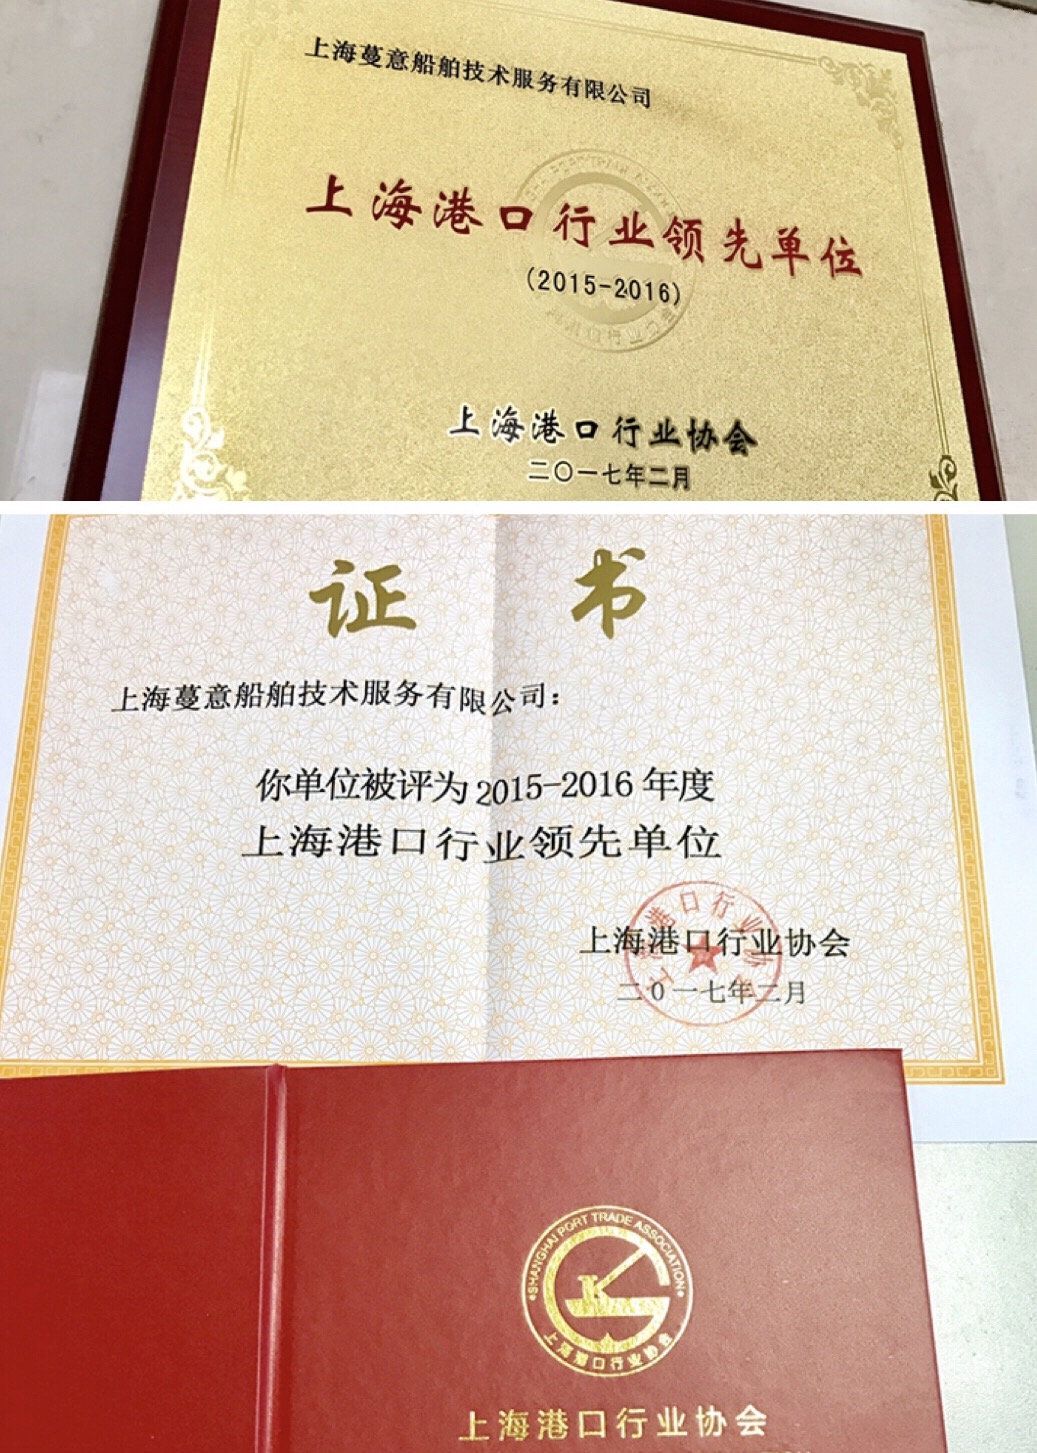 上海蔓意船舶技术服务有限公司
上海港口行业领先单位
(2015-2016)
上海港口行业协会
二〇一七年二月
证 书
上海蔓意船舶技术服务有限公司：
你单位被评为2015-2016年度
上海港口行业领先单位
上海港口行业协会
二0一七年二月
SHANGHAI PORT TRADE ASSOCIATION
上海港口行业协会
上海港口行业协会